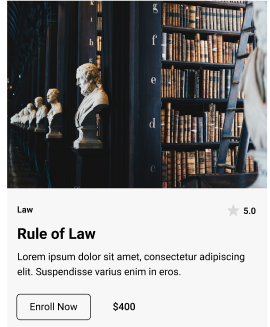 k
t
h
g
f
e
d
c
Law
5.0
Rule of Law
Lorem ipsum dolor sit amet, consectetur adipiscing
elit. Suspendisse varius enim in eros.
Enroll Now
$400